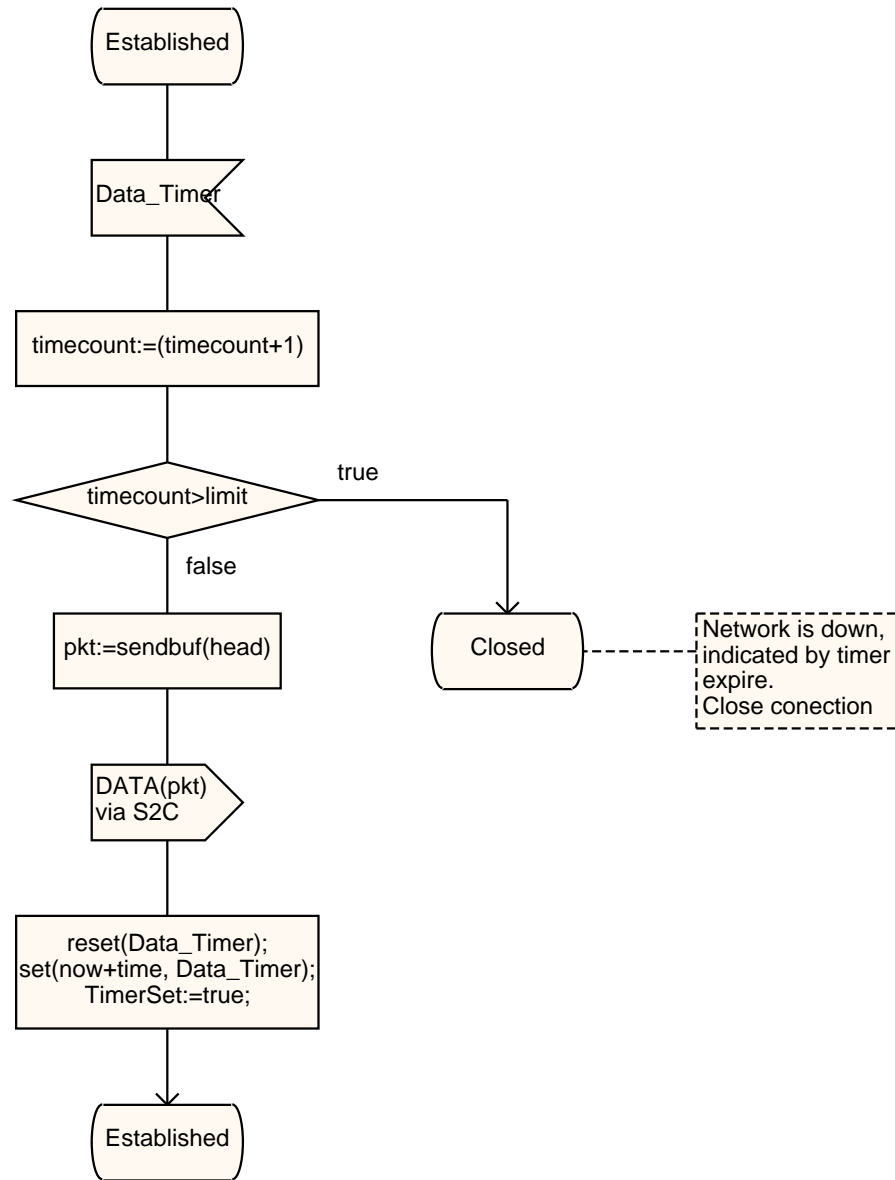 Established
Data_Timer
timecount:=(timecount+1)
timecount>limit
true
false
pkt:=sendbuf(head)
Closed
Network is down,
indicated by timer
expire.
Close conection
DATA(pkt)
via S2C
reset(Data_Timer);
set(now+time, Data_Timer);
TimerSet:=true;
Established